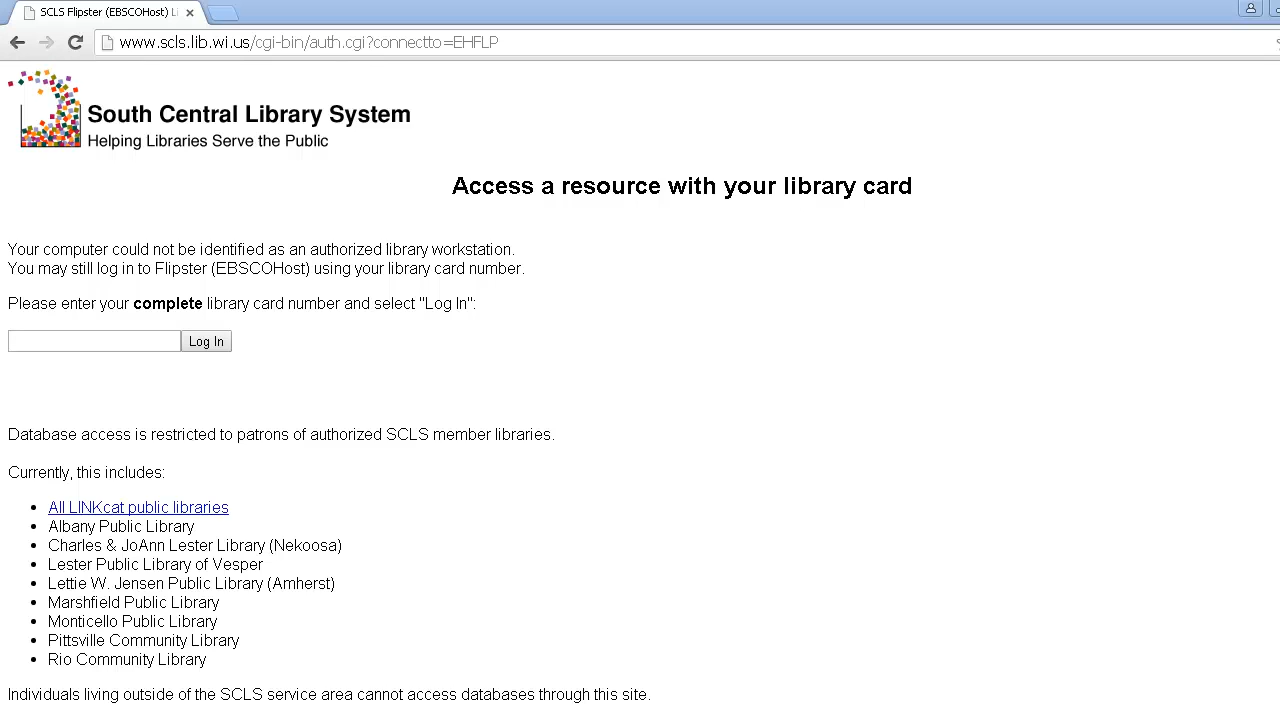 SCLS Flipster (EBSCOHost) Li
www.scls.lib.wi.us/cgi-bin/auth.cgi?connectto=EHFLP
South Central Library System
Helping Libraries Serve the Public
Access a resource with your library card
Your computer could not be identified as an authorized library workstation.
You may still log in to Flipster (EBSCOHost) using your library card number.
Please enter your complete library card number and select "Log In":
Log In
Database access is restricted to patrons of authorized SCLS member libraries.
Currently, this includes:
All LINKcat public libraries
Albany Public Library
Charles & JoAnn Lester Library (Nekoosa)
Lester Public Library of Vesper
Lettie W. Jensen Public Library (Amherst)
Marshfield Public Library
Monticello Public Library
Pittsville Community Library
Rio Community Library
Individuals living outside of the SCLS service area cannot access databases through this site.